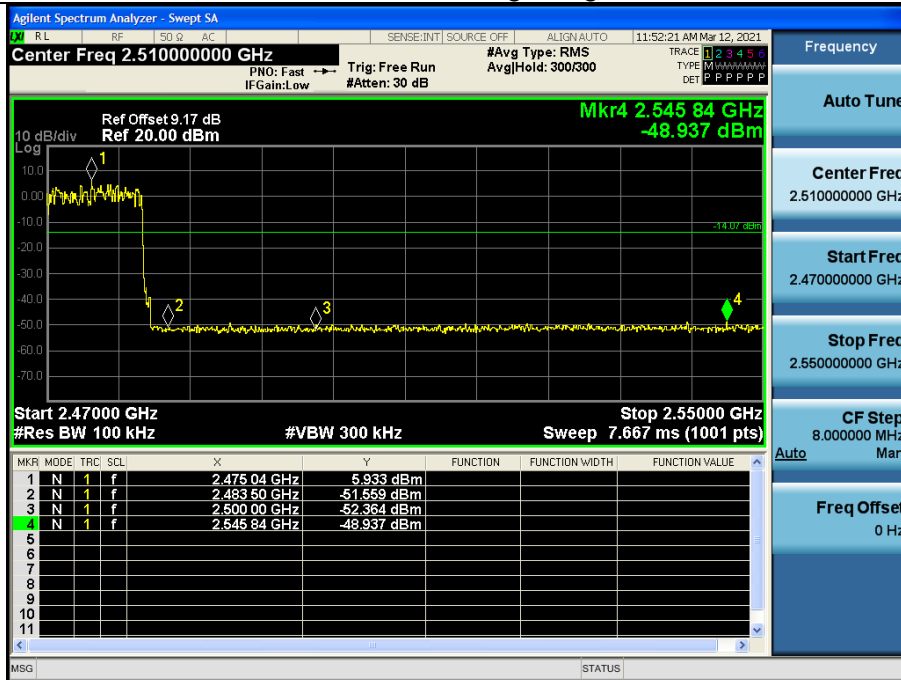 Agilent Spectrum Analyzer - Swept SA
LXI RL RF 50 Ω AC SENSE:INT SOURCE OFF ALIGNAUTO 11:52:21 AM Mar 12, 2021
Center Freq 2.510000000 GHz #Avg Type: RMS TRACE 1 2 3 4 5 6
PNO: Fast Trig: Free Run Avg|Hold: 300/300 TYPE M WWWWW
IFGain:Low #Atten: 30 dB DET P P P P P P
Mkr4 2.545 84 GHz
-48.937 dBm
Ref Offset 9.17 dB
10 dB/div Ref 20.00 dBm
Log
10.0
0.00
-10.0
-20.0
-30.0
-40.0
-50.0
-60.0
-70.0
1
-14.07 dBm
2
3
4
Start 2.47000 GHz Stop 2.55000 GHz
#Res BW 100 kHz #VBW 300 kHz Sweep 7.667 ms (1001 pts)
MKR MODE TRC SCL X Y FUNCTION FUNCTION WIDTH FUNCTION VALUE
1 N 1 f 2.475 04 GHz 5.933 dBm
2 N 1 f 2.483 50 GHz -51.559 dBm
3 N 1 f 2.500 00 GHz -52.364 dBm
4 N 1 f 2.545 84 GHz -48.937 dBm
5
6
7
8
9
10
11
MSG STATUS
Frequency
Auto Tune
Center Freq
2.510000000 GHz
Start Freq
2.470000000 GHz
Stop Freq
2.550000000 GHz
CF Step
8.000000 MHz
Auto Man
Freq Offset
0 Hz